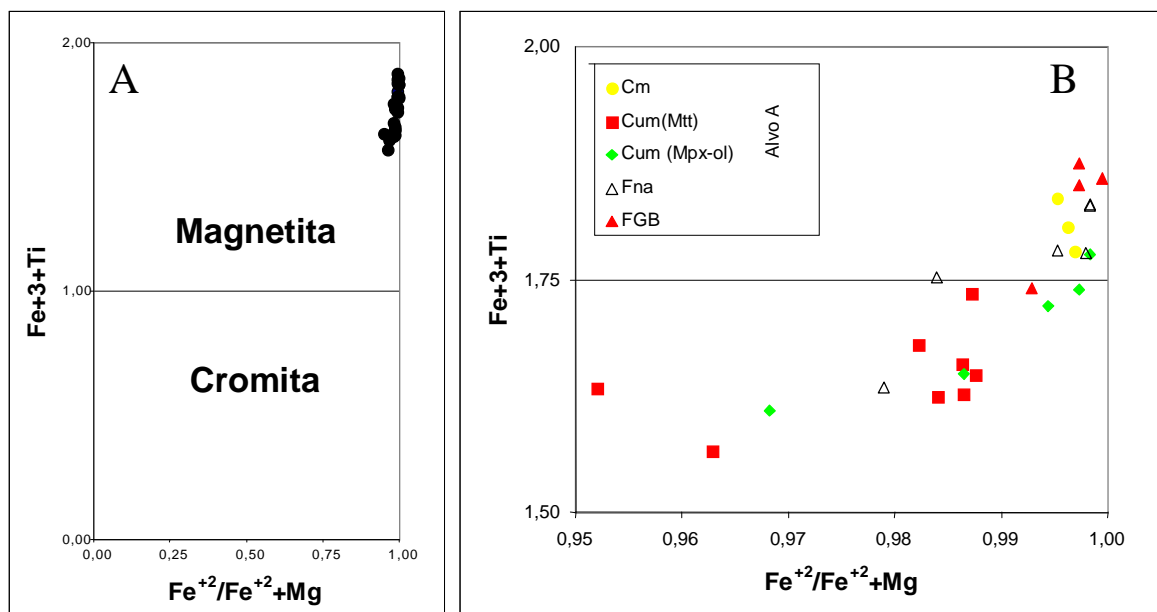 A
2,00
1,00
0,00
Fe+3+Ti
Magnetita
Cromita
0,00 0,25 0,50 0,75 1,00
Fe+2/Fe+2+Mg
B
2,00
1,75
1,50
Fe+3+Ti
Cm
Cum(Mtt)
Cum (Mpx-ol)
Fna
FGB
Alvo A
0,95 0,96 0,97 0,98 0,99 1,00
Fe+2/Fe+2+Mg